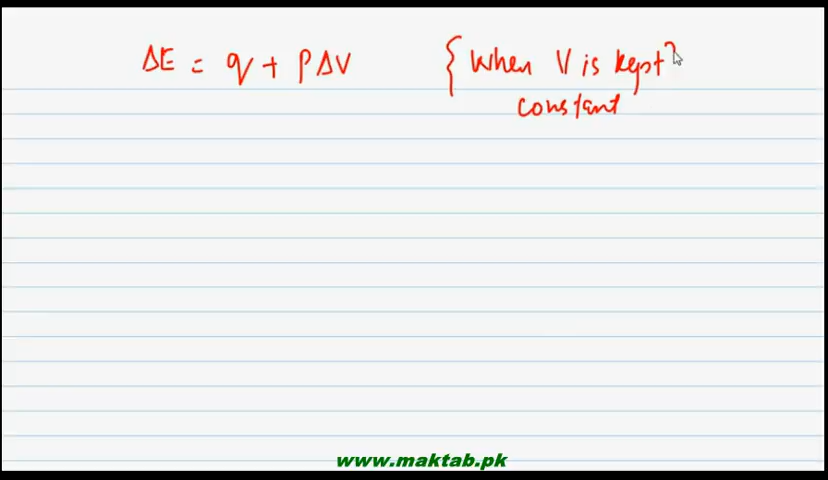 ΔE = q + PΔV { When V is kept }
constant
www.maktab.pk